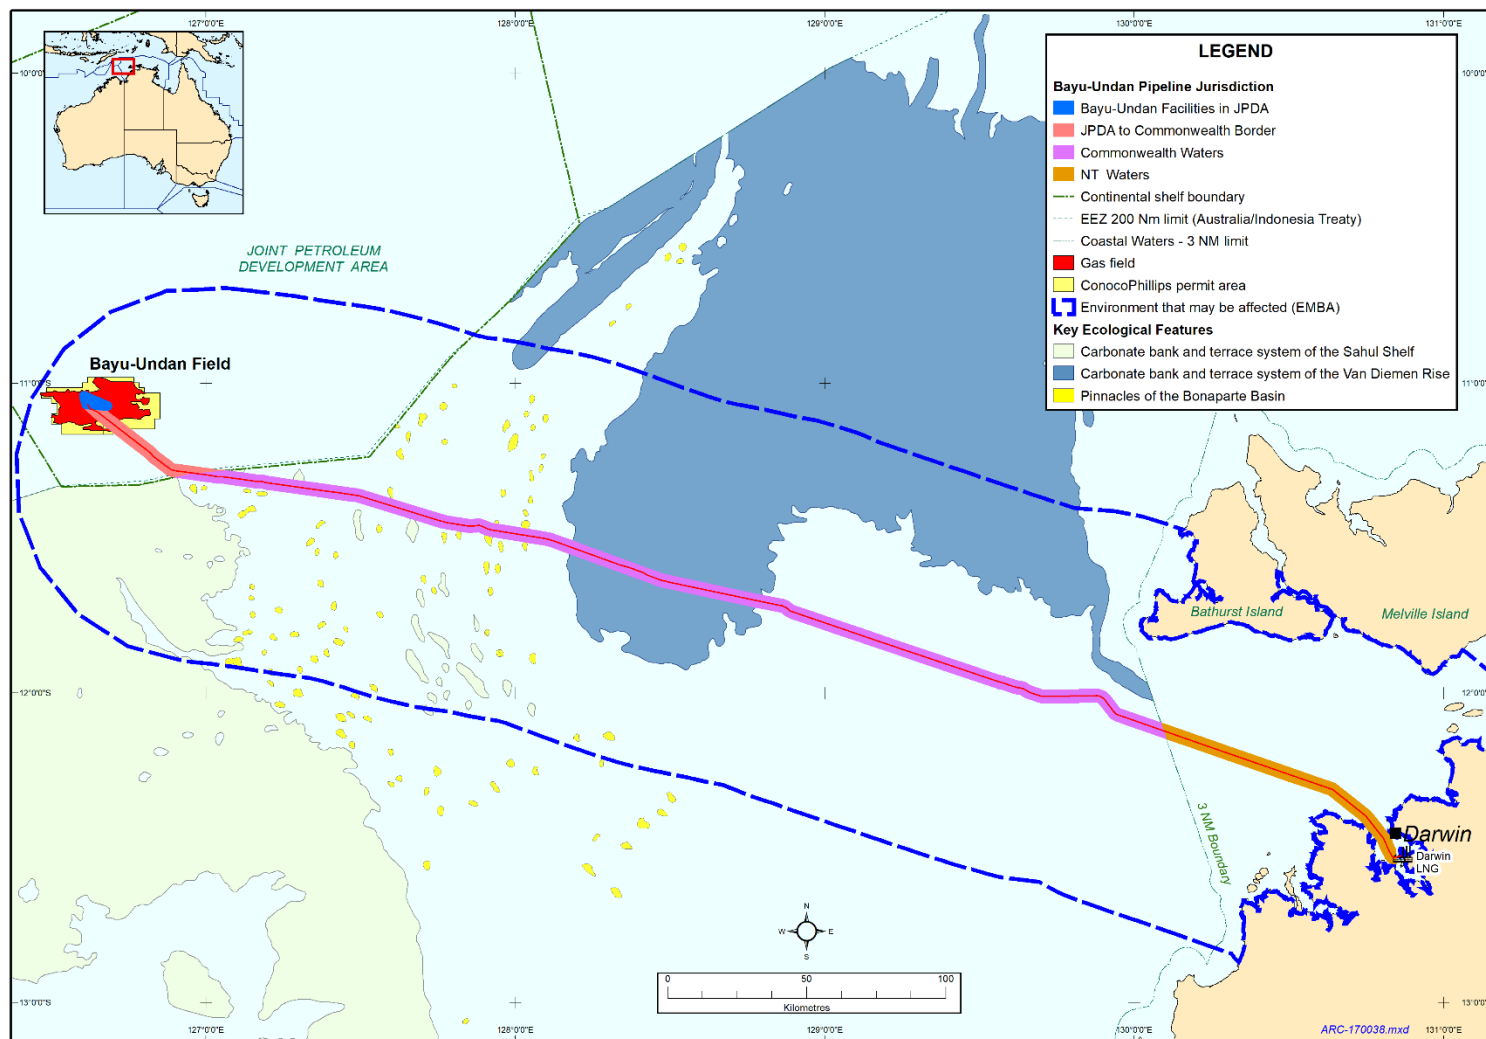 127°0'0"E
128°0'0"E
129°0'0"E
130°0'0"E
131°0'0"E
10°0'0"S
10°0'0"S
LEGEND
Bayu-Undan Pipeline Jurisdiction
Bayu-Undan Facilities in JPDA
JPDA to Commonwealth Border
Commonwealth Waters
NT Waters
Continental shelf boundary
EEZ 200 Nm limit (Australia/Indonesia Treaty)
Coastal Waters - 3 NM limit
Gas field
ConocoPhillips permit area
Environment that may be affected (EMBA)
Key Ecological Features
Carbonate bank and terrace system of the Sahul Shelf
Carbonate bank and terrace system of the Van Diemen Rise
Pinnacles of the Bonaparte Basin
JOINT PETROLEUM
DEVELOPMENT AREA
Bayu-Undan Field
11°0'0"S
11°0'0"S
Bathurst Island
Melville Island
12°0'0"S
12°0'0"S
3 NM Boundary
Darwin
Darwin
LNG
N
W
E
S
0
50
100
Kilometres
13°0'0"S
13°0'0"S
ARC-170038.mxd
127°0'0"E
128°0'0"E
129°0'0"E
130°0'0"E
131°0'0"E